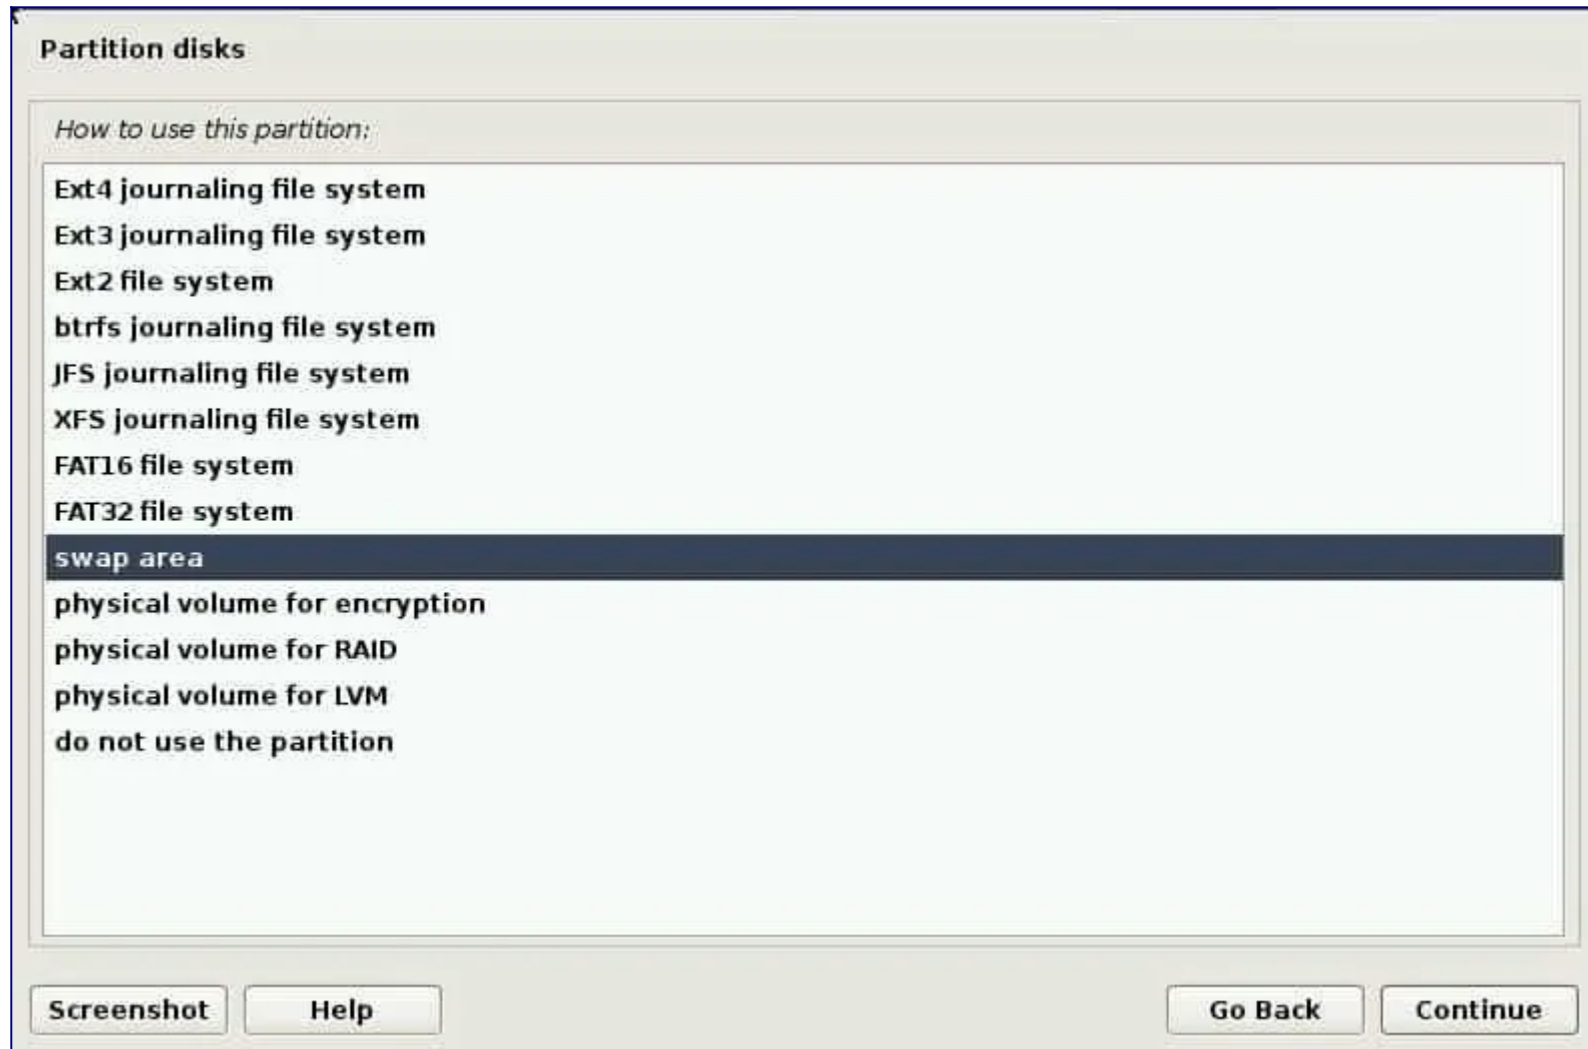 Partition disks
How to use this partition:
Ext4 journaling file system
Ext3 journaling file system
Ext2 file system
btrfs journaling file system
JFS journaling file system
XFS journaling file system
FAT16 file system
FAT32 file system
swap area
physical volume for encryption
physical volume for RAID
physical volume for LVM
do not use the partition
Screenshot Help Go Back Continue